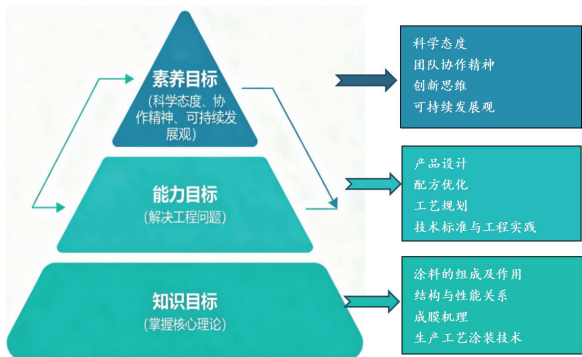 素养目标
(科学态度、协
作精神、可持续发
展观)
科学态度
团队协作精神
创新思维
可持续发展观
能力目标
(解决工程问题)
产品设计
配方优化
工艺规划
技术标准与工程实践
知识目标
(掌握核心理论)
涂料的组成及作用
结构与性能关系
成膜机理
生产工艺涂装技术